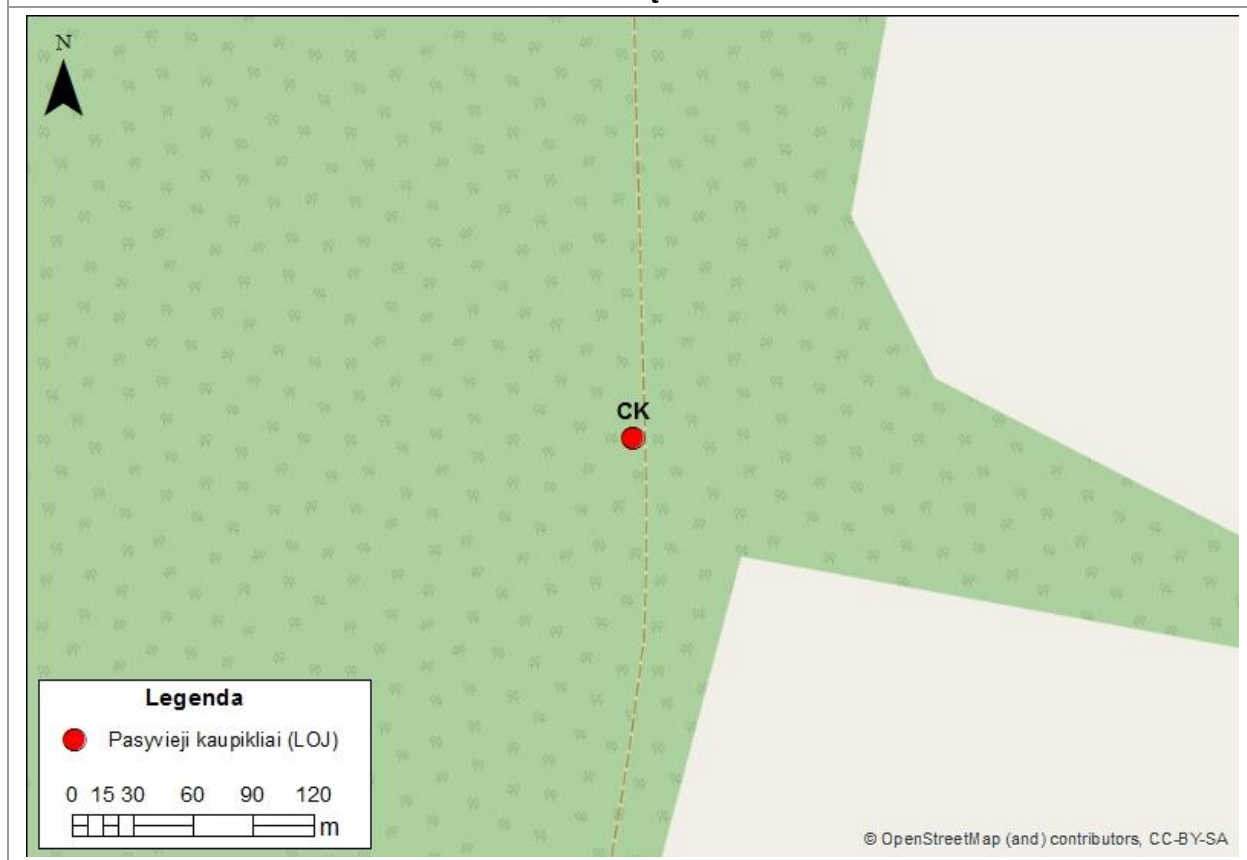 N
CK
Legenda
Pasyvieji kaupikliai (LOJ)
0 15 30 60 90 120
m
© OpenStreetMap (and) contributors, CC-BY-SA